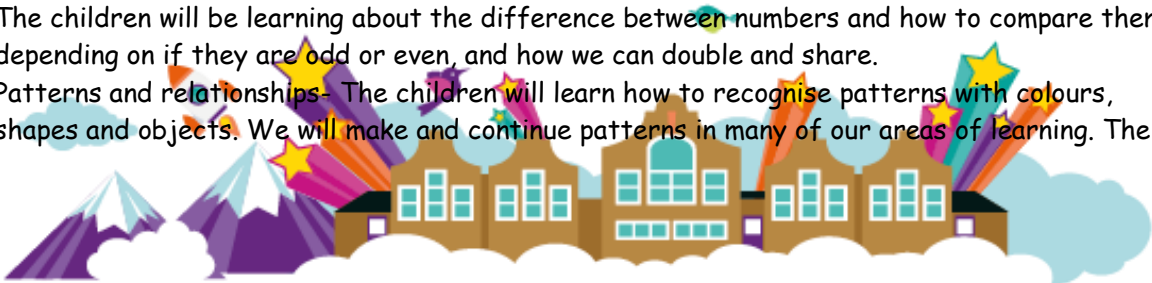 The children will be learning about the difference between numbers and how to compare them
depending on if they are odd or even, and how we can double and share.
Patterns and relationships- The children will learn how to recognise patterns with colours,
shapes and objects. We will make and continue patterns in many of our areas of learning. The